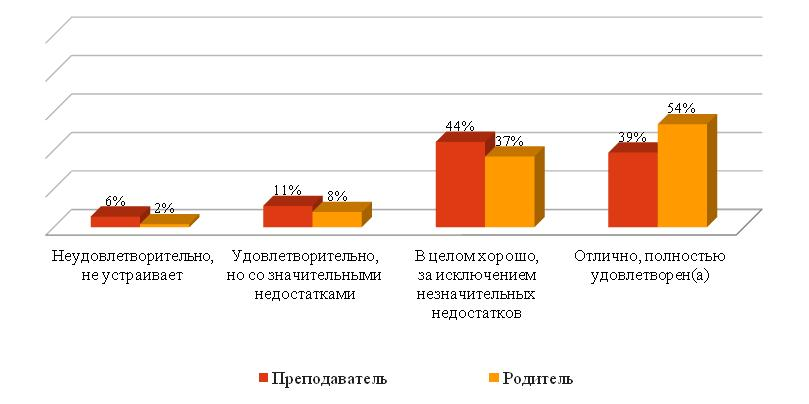 6%
2%
11%
8%
44%
37%
39%
54%
Неудовлетворительно,
не устраивает
Удовлетворительно,
но со значительными
недостатками
В целом хорошо,
за исключением
незначительных
недостатков
Отлично, полностью
удовлетворен(а)
Преподаватель
Родитель